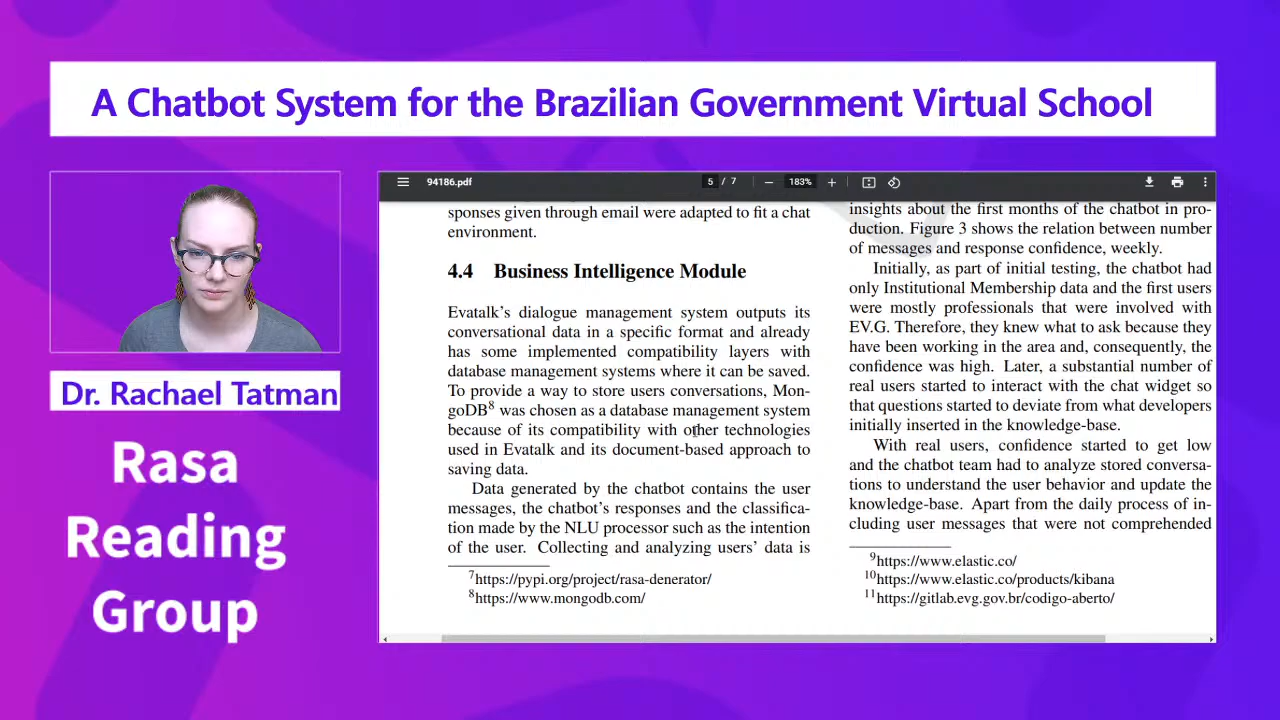 A Chatbot System for the Brazilian Government Virtual School
Dr. Rachael Tatman
Rasa
Reading
Group
94186.pdf
5 / 7
183%
sponses given through email were adapted to fit a chat
environment.
4.4 Business Intelligence Module
Evatalk's dialogue management system outputs its
conversational data in a specific format and already
has some implemented compatibility layers with
database management systems where it can be saved.
To provide a way to store users conversations, Mon-
goDB8 was chosen as a database management system
because of its compatibility with other technologies
used in Evatalk and its document-based approach to
saving data.
Data generated by the chatbot contains the user
messages, the chatbot's responses and the classifica-
tion made by the NLU processor such as the intention
of the user. Collecting and analyzing users' data is
7https://pypi.org/project/rasa-denerator/
8https://www.mongodb.com/
insights about the first months of the chatbot in pro-
duction. Figure 3 shows the relation between number
of messages and response confidence, weekly.
Initially, as part of initial testing, the chatbot had
only Institutional Membership data and the first users
were mostly professionals that were involved with
EV.G. Therefore, they knew what to ask because they
have been working in the area and, consequently, the
confidence was high. Later, a substantial number of
real users started to interact with the chat widget so
that questions started to deviate from what developers
initially inserted in the knowledge-base.
With real users, confidence started to get low
and the chatbot team had to analyze stored conversa-
tions to understand the user behavior and update the
knowledge-base. Apart from the daily process of in-
cluding user messages that were not comprehended
9https://www.elastic.co/
10https://www.elastic.co/products/kibana
11https://gitlab.evg.gov.br/codigo-aberto/